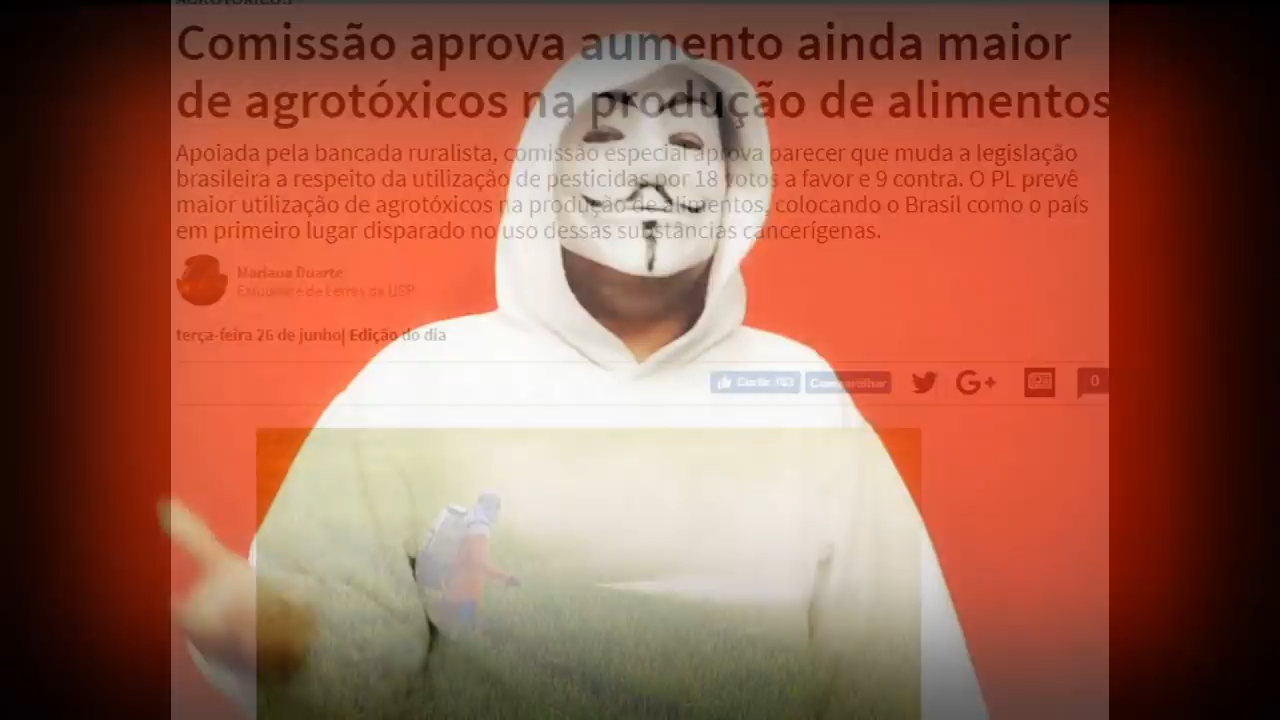 Comissão aprova aumento ainda maior
de agrotóxicos na produção de alimentos
Apoiada pela bancada ruralista, comissão especial aprova parecer que muda a legislação
brasileira a respeito da utilização de pesticidas por 18 votos a favor e 9 contra. O PL prevê
maior utilização de agrotóxicos na produção de alimentos, colocando o Brasil como o país
em primeiro lugar disparado no uso dessas substâncias cancerígenas.
Mariana Duarte
Estudante de Letras da USP
terça-feira 26 de junho| Edição do dia
Curtir Compartilhar G+ 0